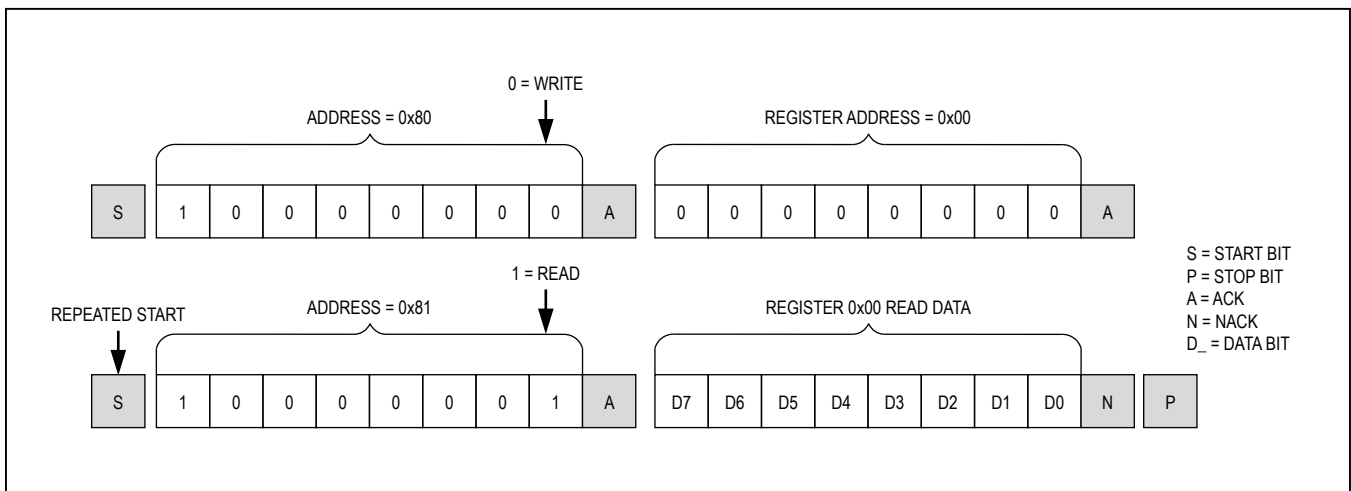 0 = WRITE
ADDRESS = 0x80
REGISTER ADDRESS = 0x00
S 1 0 0 0 0 0 0 0 A 0 0 0 0 0 0 0 0 A
1 = READ
REPEATED START
ADDRESS = 0x81
REGISTER 0x00 READ DATA
S 1 0 0 0 0 0 0 1 A D7 D6 D5 D4 D3 D2 D1 D0 N P
S = START BIT
P = STOP BIT
A = ACK
N = NACK
D_ = DATA BIT